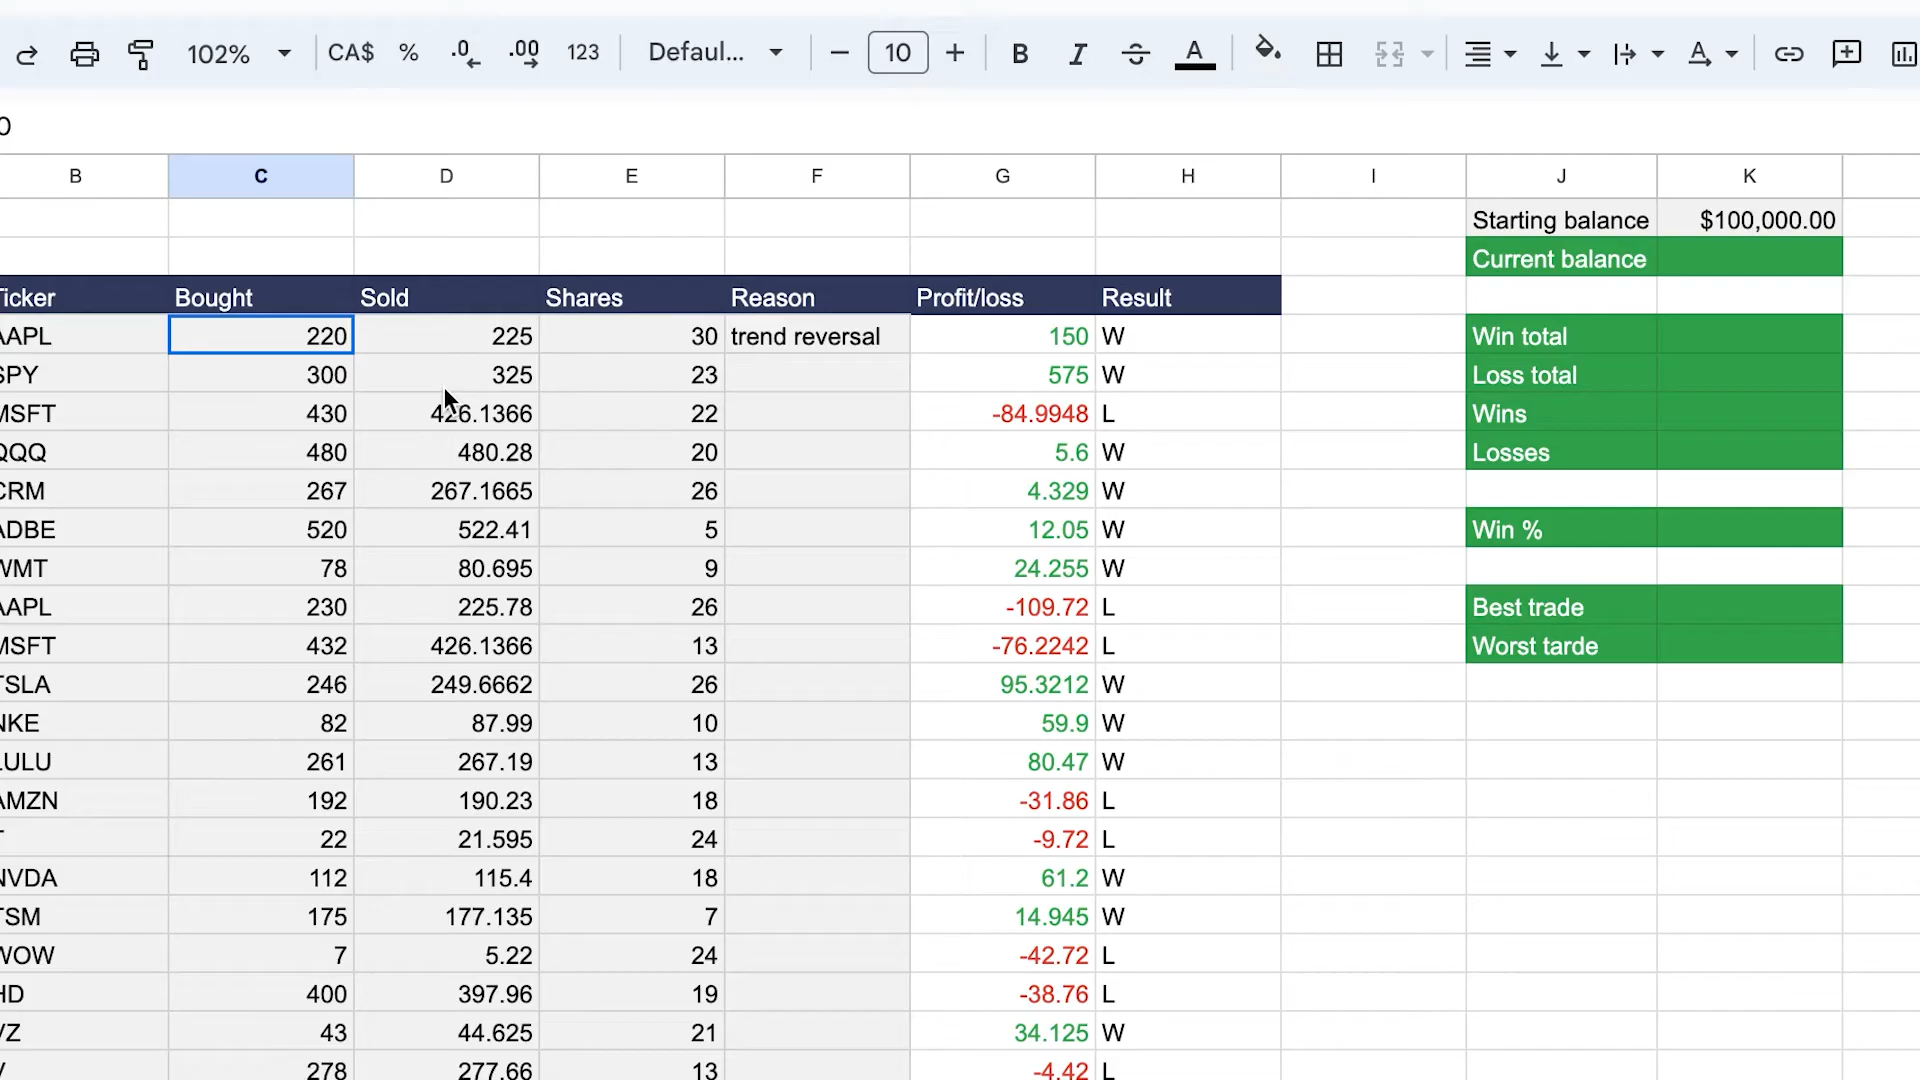 102% CA$ % .0 .00 123 Defaul... 10 B I A A
0
B C D E F G H I J K
Starting balance $100,000.00
Current balance
Ticker Bought Sold Shares Reason Profit/loss Result
AAPL 220 225 30 trend reversal 150 W Win total
SPY 300 325 23 575 W Loss total
MSFT 430 426.1366 22 -84.9948 L Wins
QQQ 480 480.28 20 5.6 W Losses
CRM 267 267.1665 26 4.329 W
ADBE 520 522.41 5 12.05 W Win %
WMT 78 80.695 9 24.255 W
AAPL 230 225.78 26 -109.72 L Best trade
MSFT 432 426.1366 13 -76.2242 L Worst tarde
TSLA 246 249.6662 26 95.3212 W
NKE 82 87.99 10 59.9 W
LULU 261 267.19 13 80.47 W
AMZN 192 190.23 18 -31.86 L
T 22 21.595 24 -9.72 L
NVDA 112 115.4 18 61.2 W
TSM 175 177.135 7 14.945 W
WOW 7 5.22 24 -42.72 L
HD 400 397.96 19 -38.76 L
VZ 43 44.625 21 34.125 W
V 278 277.66 13 -4.42 L